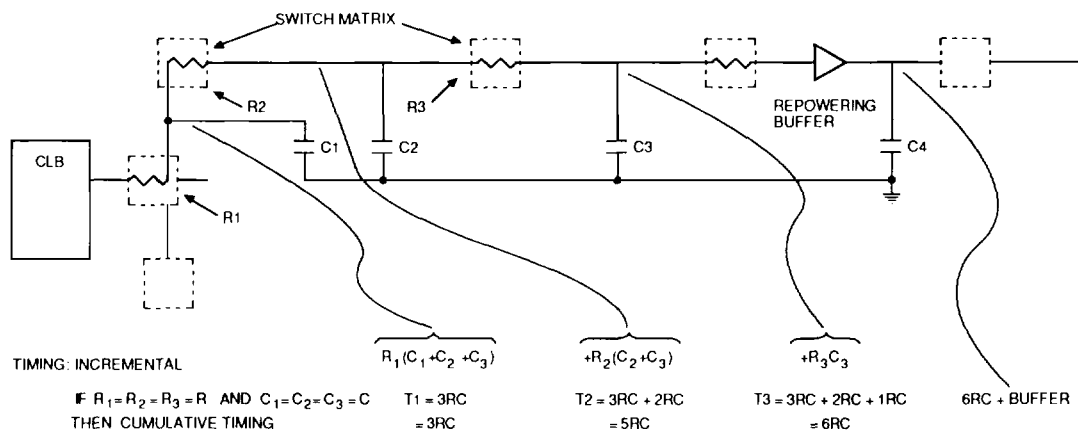 SWITCH MATRIX
R2
R3
REPOWERING
BUFFER
CLB
C1
C2
C3
C4
R1
R1(C1+C2 +C3)
+R2(C2+C3)
+R3C3
TIMING: INCREMENTAL
IF R1=R2=R3=R AND C1=C2=C3=C
T1 = 3RC
T2 = 3RC + 2RC
T3 = 3RC + 2RC + 1RC
6RC + BUFFER
THEN CUMULATIVE TIMING
= 3RC
= 5RC
= 6RC